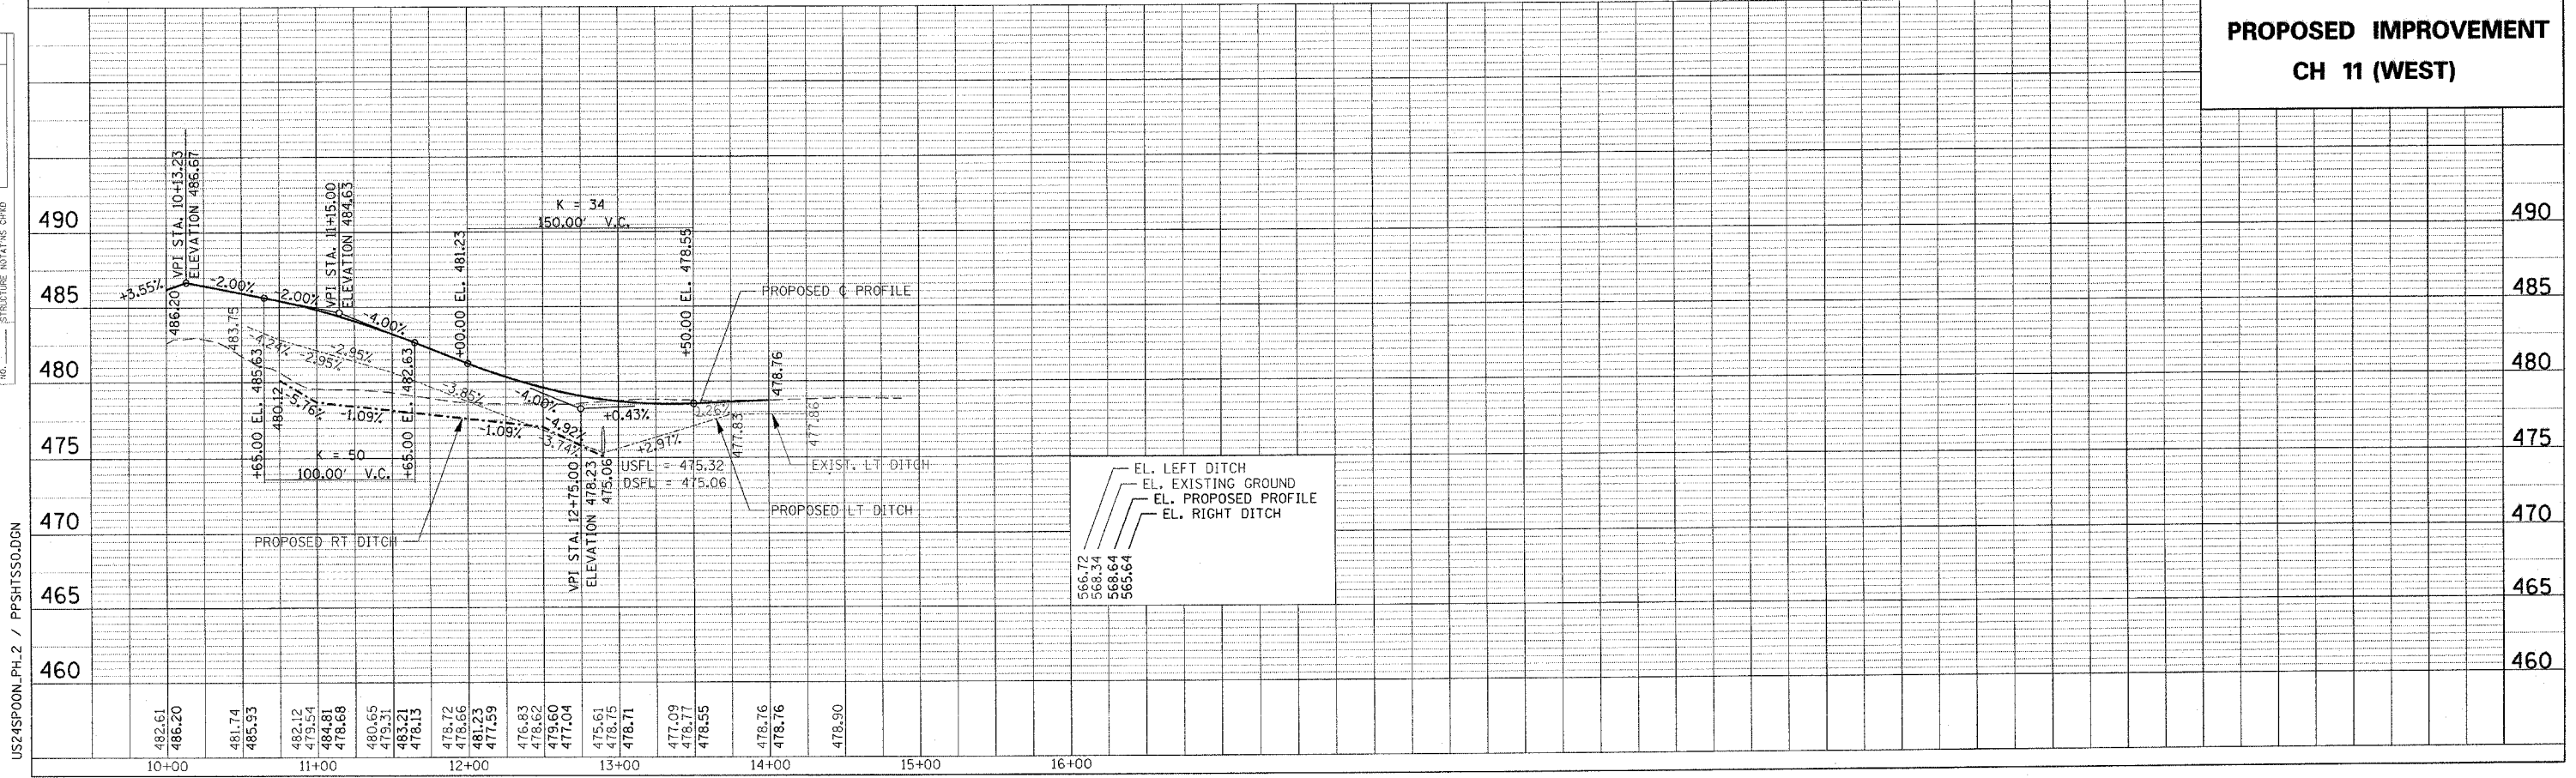 PROPOSED IMPROVEMENT
CH 11 (WEST)
STRUCTURE NOTAT'NS CH'KD
NO.
US24SPOON_PH.2 / PPSHTSSO.DGN
490
485
480
475
470
465
460
490
485
480
475
470
465
460
+3.55%
486.20
VPI STA. 10+13.23
ELEVATION 486.67
-2.00%
-2.00%
VPI STA. 11+15.00
ELEVATION 484.63
-4.00%
483.75
-4.24%
-2.95%
-2.95%
+65.00 EL. 485.63
480.12
-5.76%
-1.09%
K = 50
100.00' V.C.
+65.00 EL. 482.63
+00.00 EL. 481.23
K = 34
150.00' V.C.
+50.00 EL. 478.55
-3.85%
-4.00%
-1.09%
-4.92%
-3.74%
+0.43%
+2.97%
477.83
478.76
477.86
PROPOSED ℄ PROFILE
EXIST. LT DITCH
PROPOSED LT DITCH
PROPOSED RT DITCH
VPI STA. 12+75.00
ELEVATION 478.23
475.06
USFL = 475.32
DSFL = 475.06
EL. LEFT DITCH
EL. EXISTING GROUND
EL. PROPOSED PROFILE
EL. RIGHT DITCH
566.72
568.34
568.64
565.64
482.61
486.20
481.74
485.93
482.12
479.54
484.81
478.68
480.65
479.31
483.21
478.13
478.72
478.66
481.23
477.59
476.83
478.62
479.60
477.04
475.61
478.75
478.71
477.09
478.77
478.55
478.76
478.76
478.90
10+00
11+00
12+00
13+00
14+00
15+00
16+00